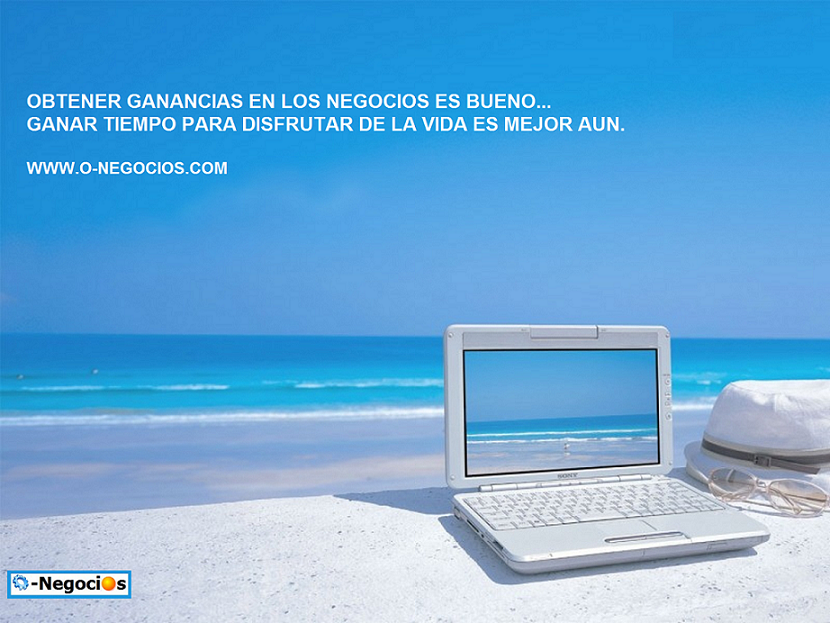 OBTENER GANANCIAS EN LOS NEGOCIOS ES BUENO...
GANAR TIEMPO PARA DISFRUTAR DE LA VIDA ES MEJOR AUN.
WWW.O-NEGOCIOS.COM
SONY
-Negocios